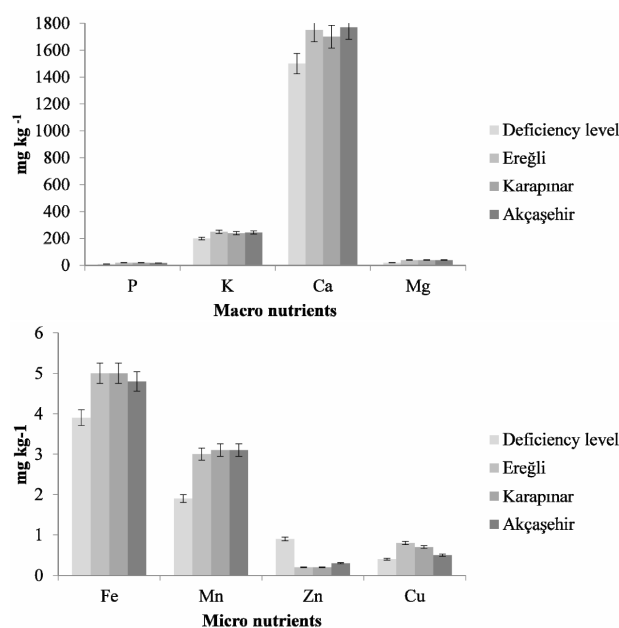 1800
1600
1400
1200
1000
800
600
400
200
0
mg kg -1
P K Ca Mg
Macro nutrients
Deficiency level
Ereğli
Karapınar
Akçaşehir
6
5
4
3
2
1
0
mg kg-1
Fe Mn Zn Cu
Micro nutrients
Deficiency level
Ereğli
Karapınar
Akçaşehir